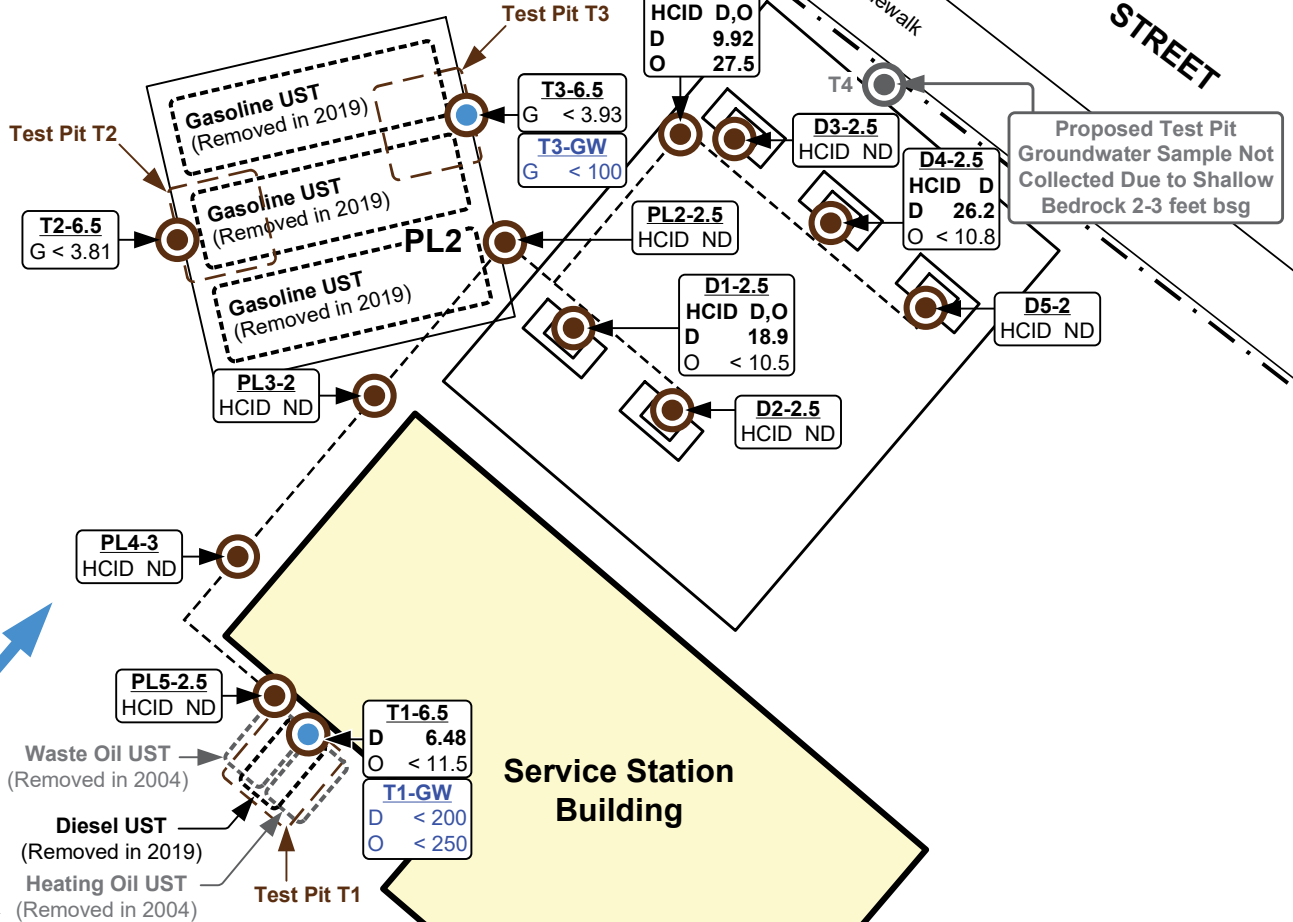 Test Pit T3
HCID D,O
D 9.92
O 27.5
STREET
T4
Proposed Test Pit
Groundwater Sample Not
Collected Due to Shallow
Bedrock 2-3 feet bsg
Gasoline UST
(Removed in 2019)
T3-6.5
G < 3.93
T3-GW
G < 100
D3-2.5
HCID ND
Test Pit T2
D4-2.5
HCID D
D 26.2
O < 10.8
Gasoline UST
(Removed in 2019)
T2-6.5
G < 3.81
PL2
PL2-2.5
HCID ND
Gasoline UST
(Removed in 2019)
D1-2.5
HCID D,O
D 18.9
O < 10.5
D5-2
HCID ND
PL3-2
HCID ND
D2-2.5
HCID ND
PL4-3
HCID ND
PL5-2.5
HCID ND
T1-6.5
D 6.48
O < 11.5
T1-GW
D < 200
O < 250
Waste Oil UST
(Removed in 2004)
Diesel UST
(Removed in 2019)
Heating Oil UST
(Removed in 2004)
Test Pit T1
Service Station
Building